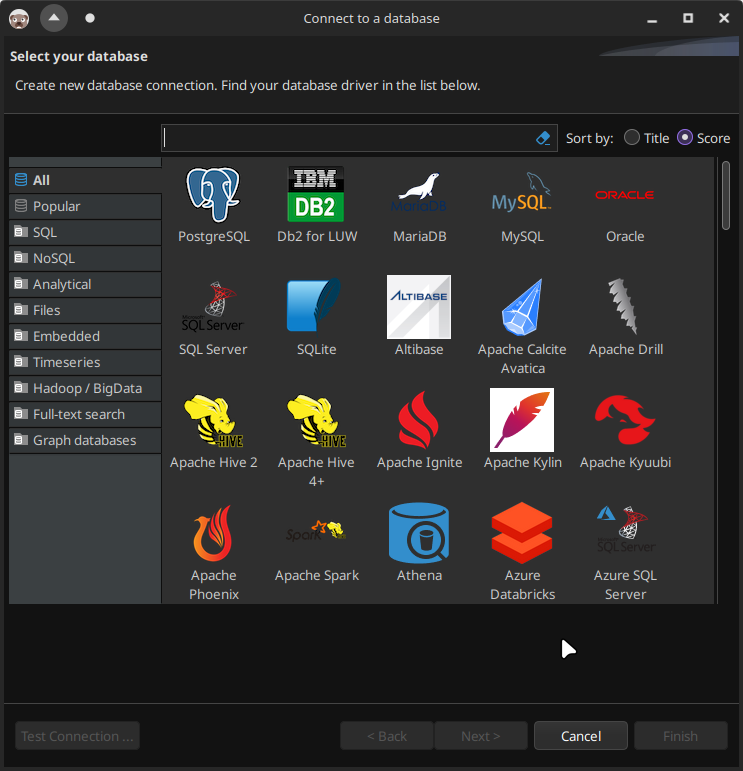 Connect to a database
Select your database
Create new database connection. Find your database driver in the list below.
Sort by: Title Score
All
Popular
SQL
NoSQL
Analytical
Files
Embedded
Timeseries
Hadoop / BigData
Full-text search
Graph databases
IBM
DB2
MariaDB
MySQL
ORACLE
PostgreSQL
Db2 for LUW
MariaDB
MySQL
Oracle
Microsoft
SQL Server
ALTIBASE
SQL Server
SQLite
Altibase
Apache Calcite
Avatica
Apache Drill
HIVE
HIVE
Apache Hive 2
Apache Hive
4+
Apache Ignite
Apache Kylin
Apache Kyuubi
Spark
SQL Server
Apache
Phoenix
Apache Spark
Athena
Azure
Databricks
Azure SQL
Server
Test Connection ...
< Back
Next >
Cancel
Finish